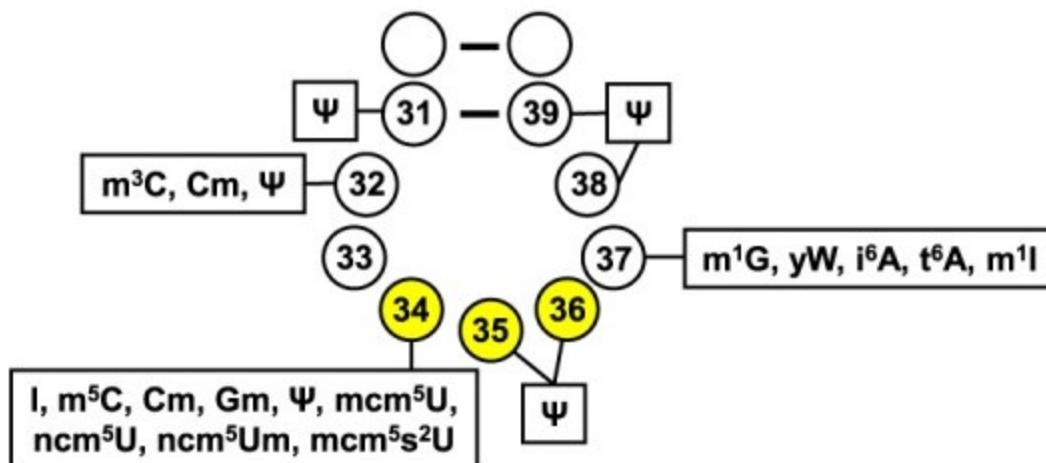 Ψ 31 39 Ψ
m³C, Cm, Ψ 32 38
33 37 m¹G, yW, i⁶A, t⁶A, m¹I
34 35 36
I, m⁵C, Cm, Gm, Ψ, mcm⁵U,
ncm⁵U, ncm⁵Um, mcm⁵s²U
Ψ